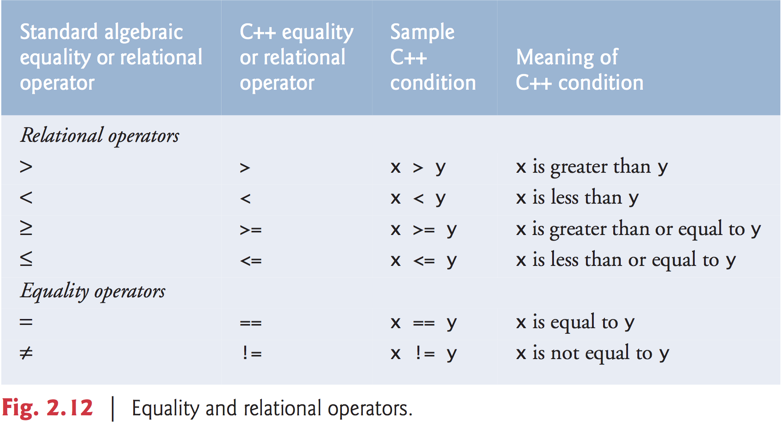 Standard algebraic equality or relational operator
C++ equality or relational operator
Sample C++ condition
Meaning of C++ condition
Relational operators
> > x > y x is greater than y
< < x < y x is less than y
≥ >= x >= y x is greater than or equal to y
≤ <= x <= y x is less than or equal to y
Equality operators
= == x == y x is equal to y
≠ != x != y x is not equal to y
Fig. 2.12 | Equality and relational operators.